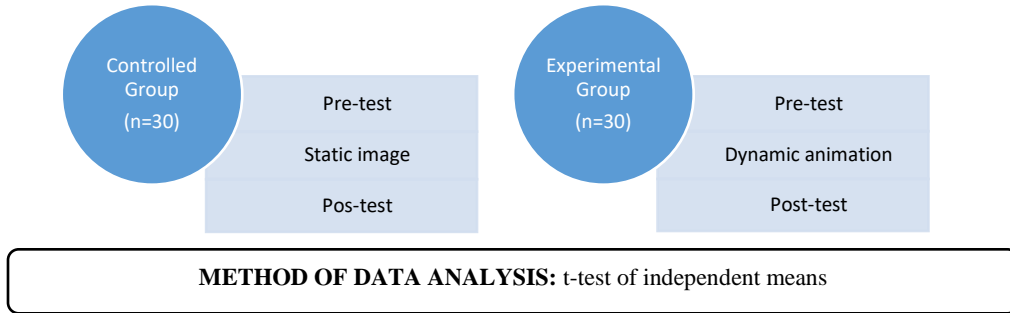 Controlled
Group
(n=30)
Pre-test
Static image
Pos-test
Experimental
Group
(n=30)
Pre-test
Dynamic animation
Post-test
METHOD OF DATA ANALYSIS: t-test of independent means